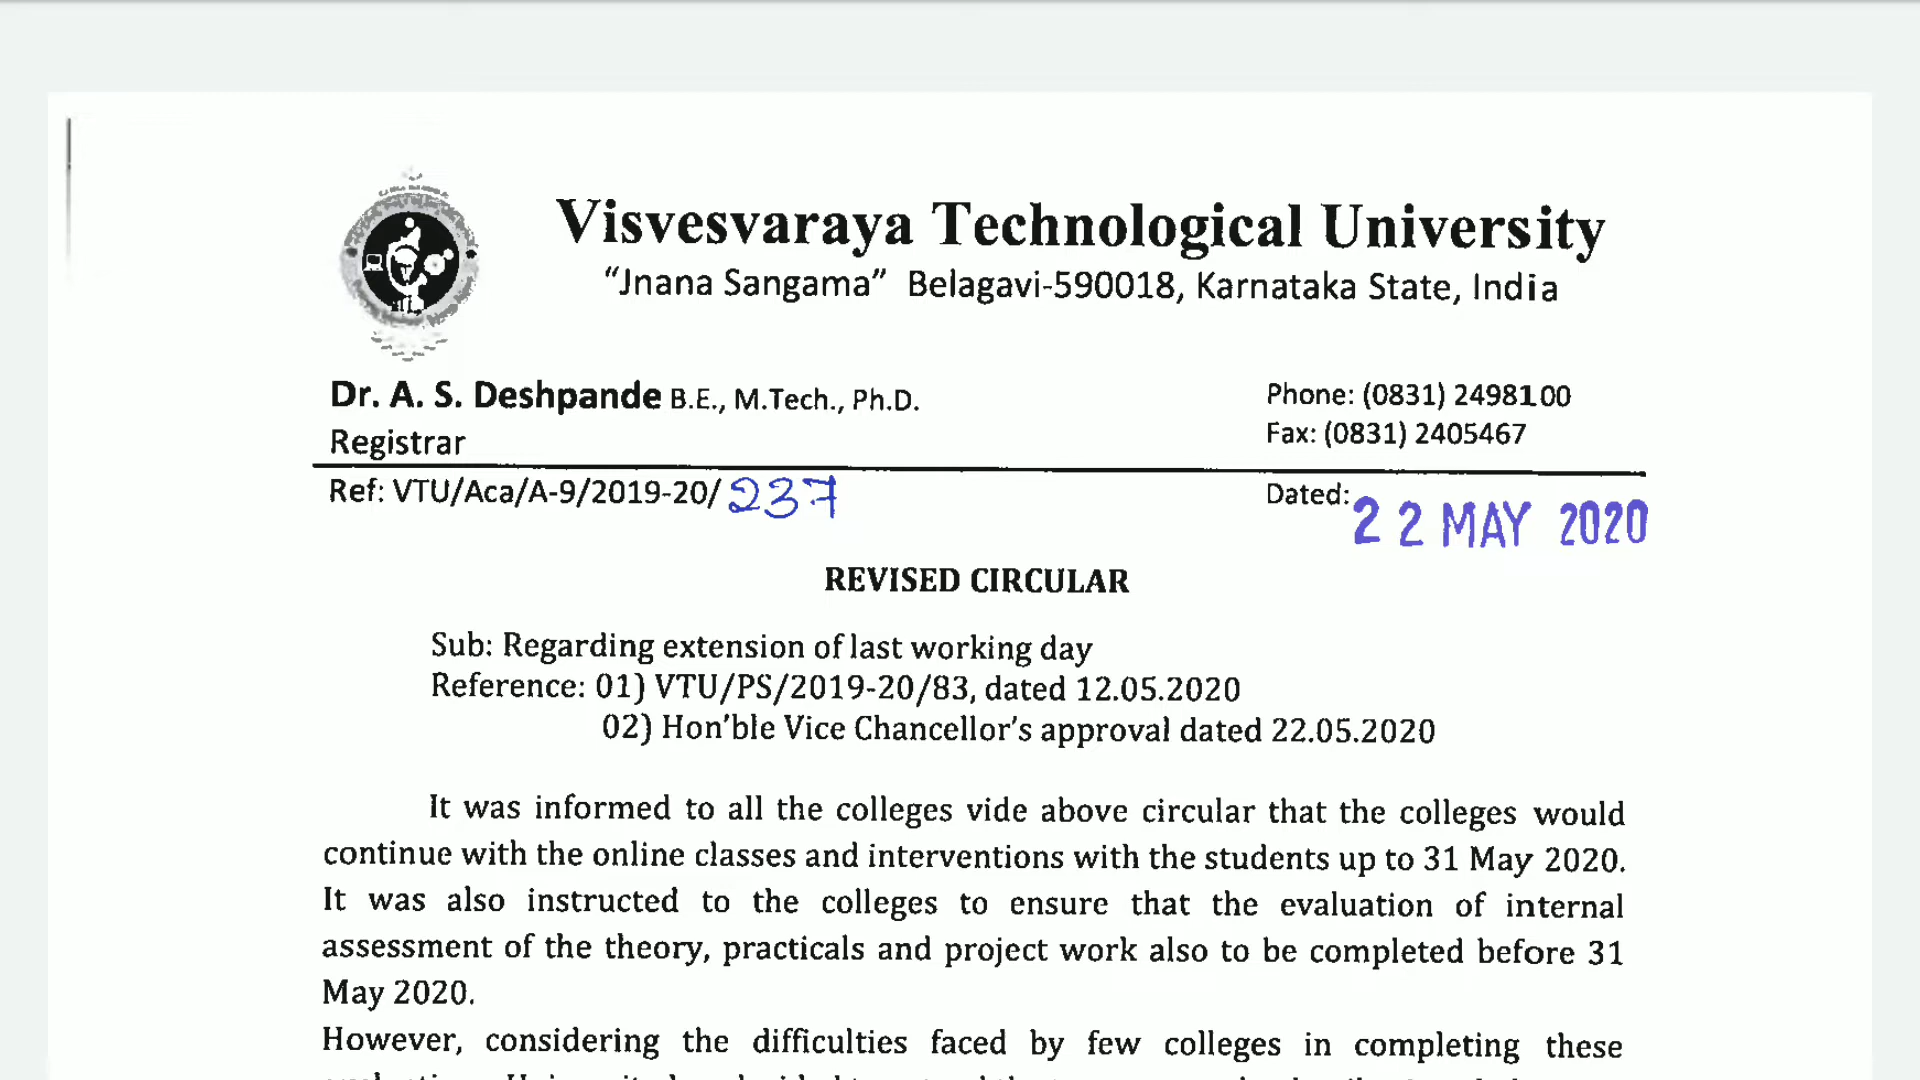 Visvesvaraya Technological University
“Jnana Sangama” Belagavi-590018, Karnataka State, India
Dr. A. S. Deshpande B.E., M.Tech., Ph.D.
Registrar
Phone: (0831) 2498100
Fax: (0831) 2405467
Ref: VTU/Aca/A-9/2019-20/237
Dated: 22 MAY 2020
REVISED CIRCULAR
Sub: Regarding extension of last working day
Reference: 01) VTU/PS/2019-20/83, dated 12.05.2020
02) Hon’ble Vice Chancellor’s approval dated 22.05.2020
It was informed to all the colleges vide above circular that the colleges would
continue with the online classes and interventions with the students up to 31 May 2020.
It was also instructed to the colleges to ensure that the evaluation of internal
assessment of the theory, practicals and project work also to be completed before 31
May 2020.
However, considering the difficulties faced by few colleges in completing these